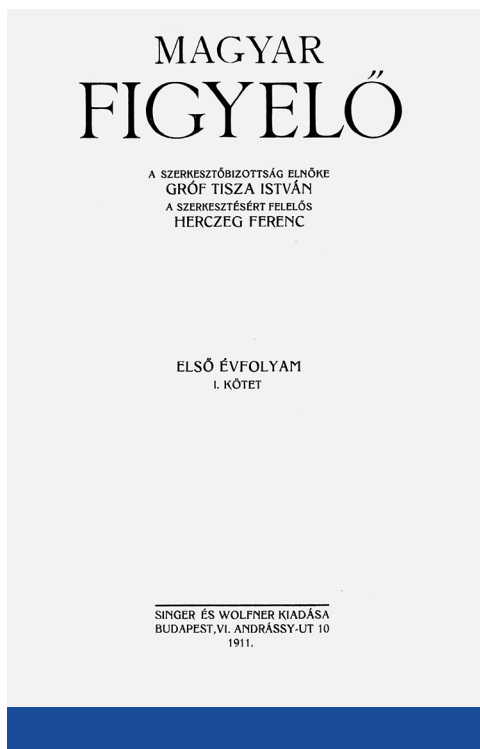 MAGYAR
FIGYELŐ
A SZERKESZTŐBIZOTTSÁG ELNÖKE
GRÓF TISZA ISTVÁN
A SZERKESZTÉSÉRT FELELŐS
HERCZEG FERENC
ELSŐ ÉVFOLYAM
I. KÖTET
SINGER ÉS WOLFNER KIADÁSA
BUDAPEST, VI. ANDRÁSSY-UT 10
1911.